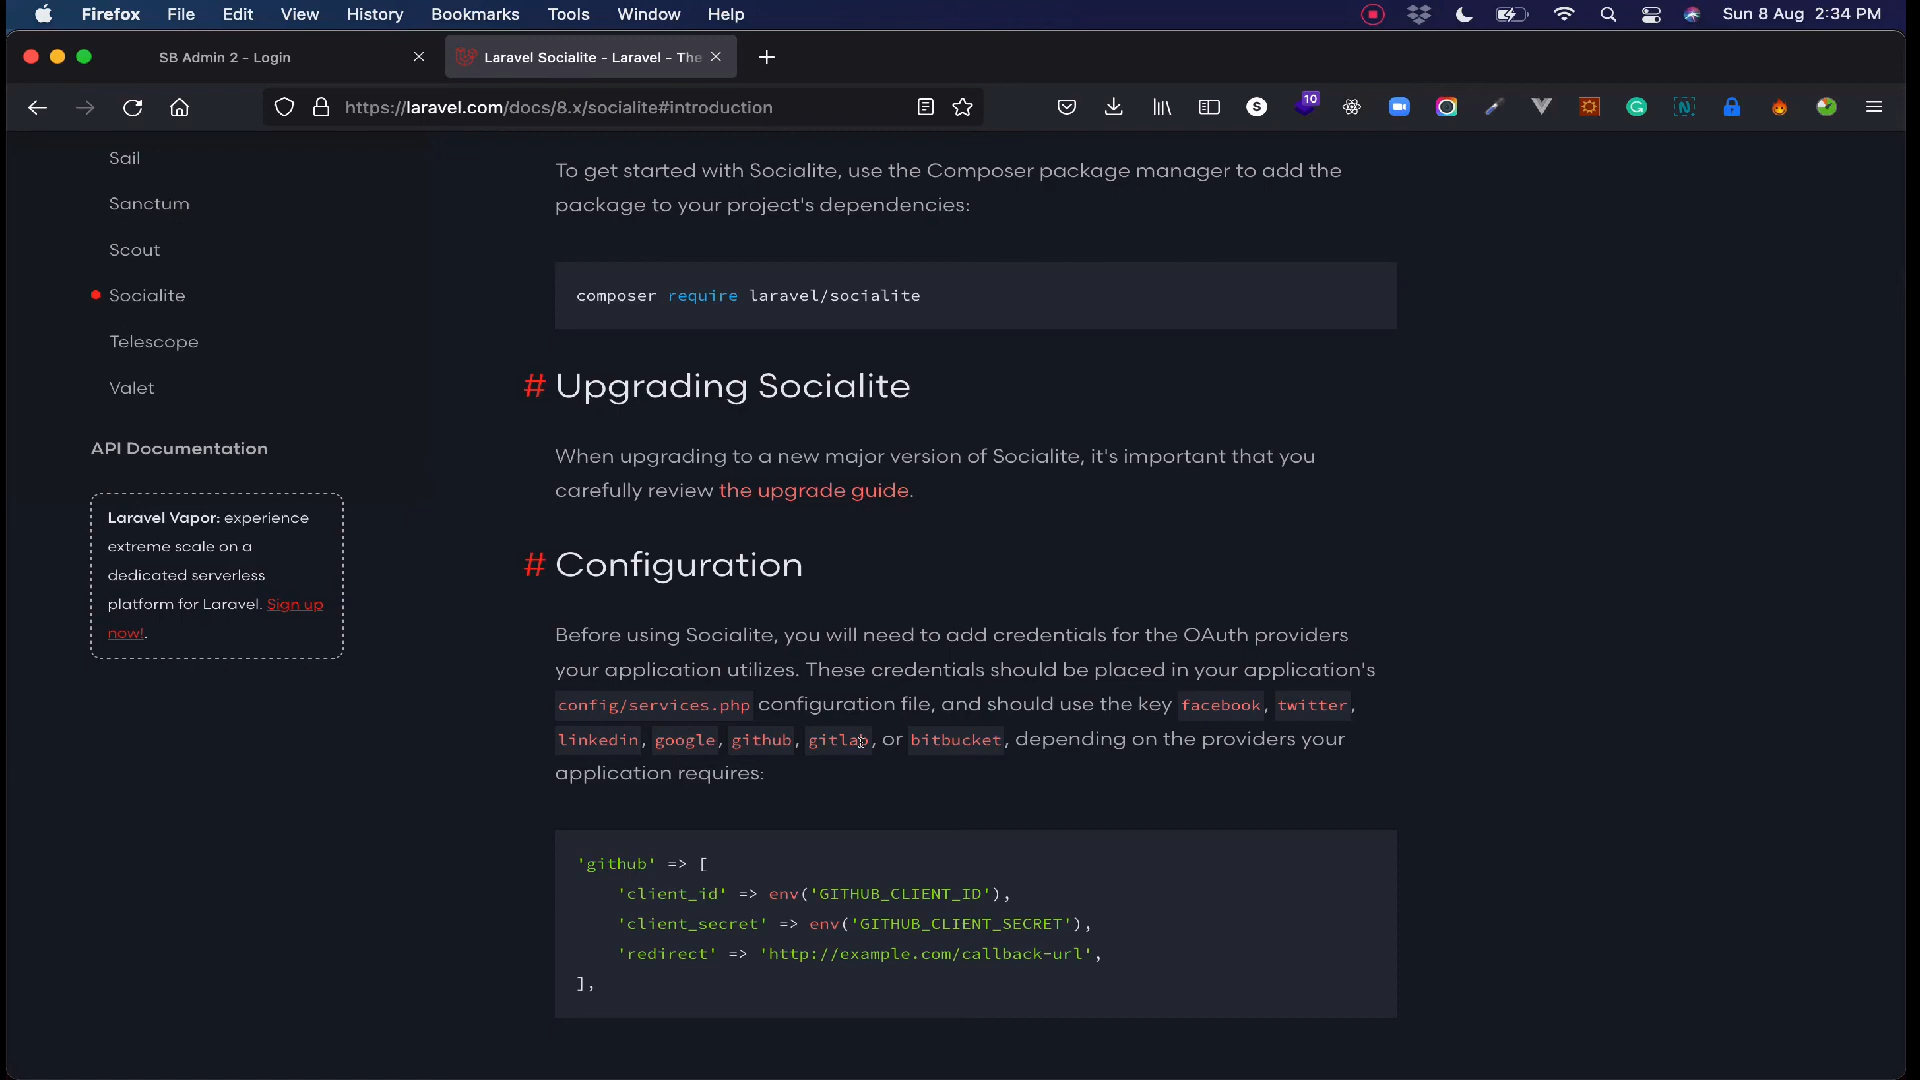 Firefox File Edit View History Bookmarks Tools Window Help Sun 8 Aug 2:34 PM
SB Admin 2 - Login
Laravel Socialite - Laravel - The
https://laravel.com/docs/8.x/socialite#introduction
10
Sail
Sanctum
Scout
Socialite
Telescope
Valet
API Documentation
Laravel Vapor: experience
extreme scale on a
dedicated serverless
platform for Laravel. Sign up
now!.
To get started with Socialite, use the Composer package manager to add the
package to your project's dependencies:
composer require laravel/socialite
# Upgrading Socialite
When upgrading to a new major version of Socialite, it's important that you
carefully review the upgrade guide.
# Configuration
Before using Socialite, you will need to add credentials for the OAuth providers
your application utilizes. These credentials should be placed in your application's
config/services.php configuration file, and should use the key facebook, twitter,
linkedin, google, github, gitlab, or bitbucket, depending on the providers your
application requires:
'github' => [
'client_id' => env('GITHUB_CLIENT_ID'),
'client_secret' => env('GITHUB_CLIENT_SECRET'),
'redirect' => 'http://example.com/callback-url',
],